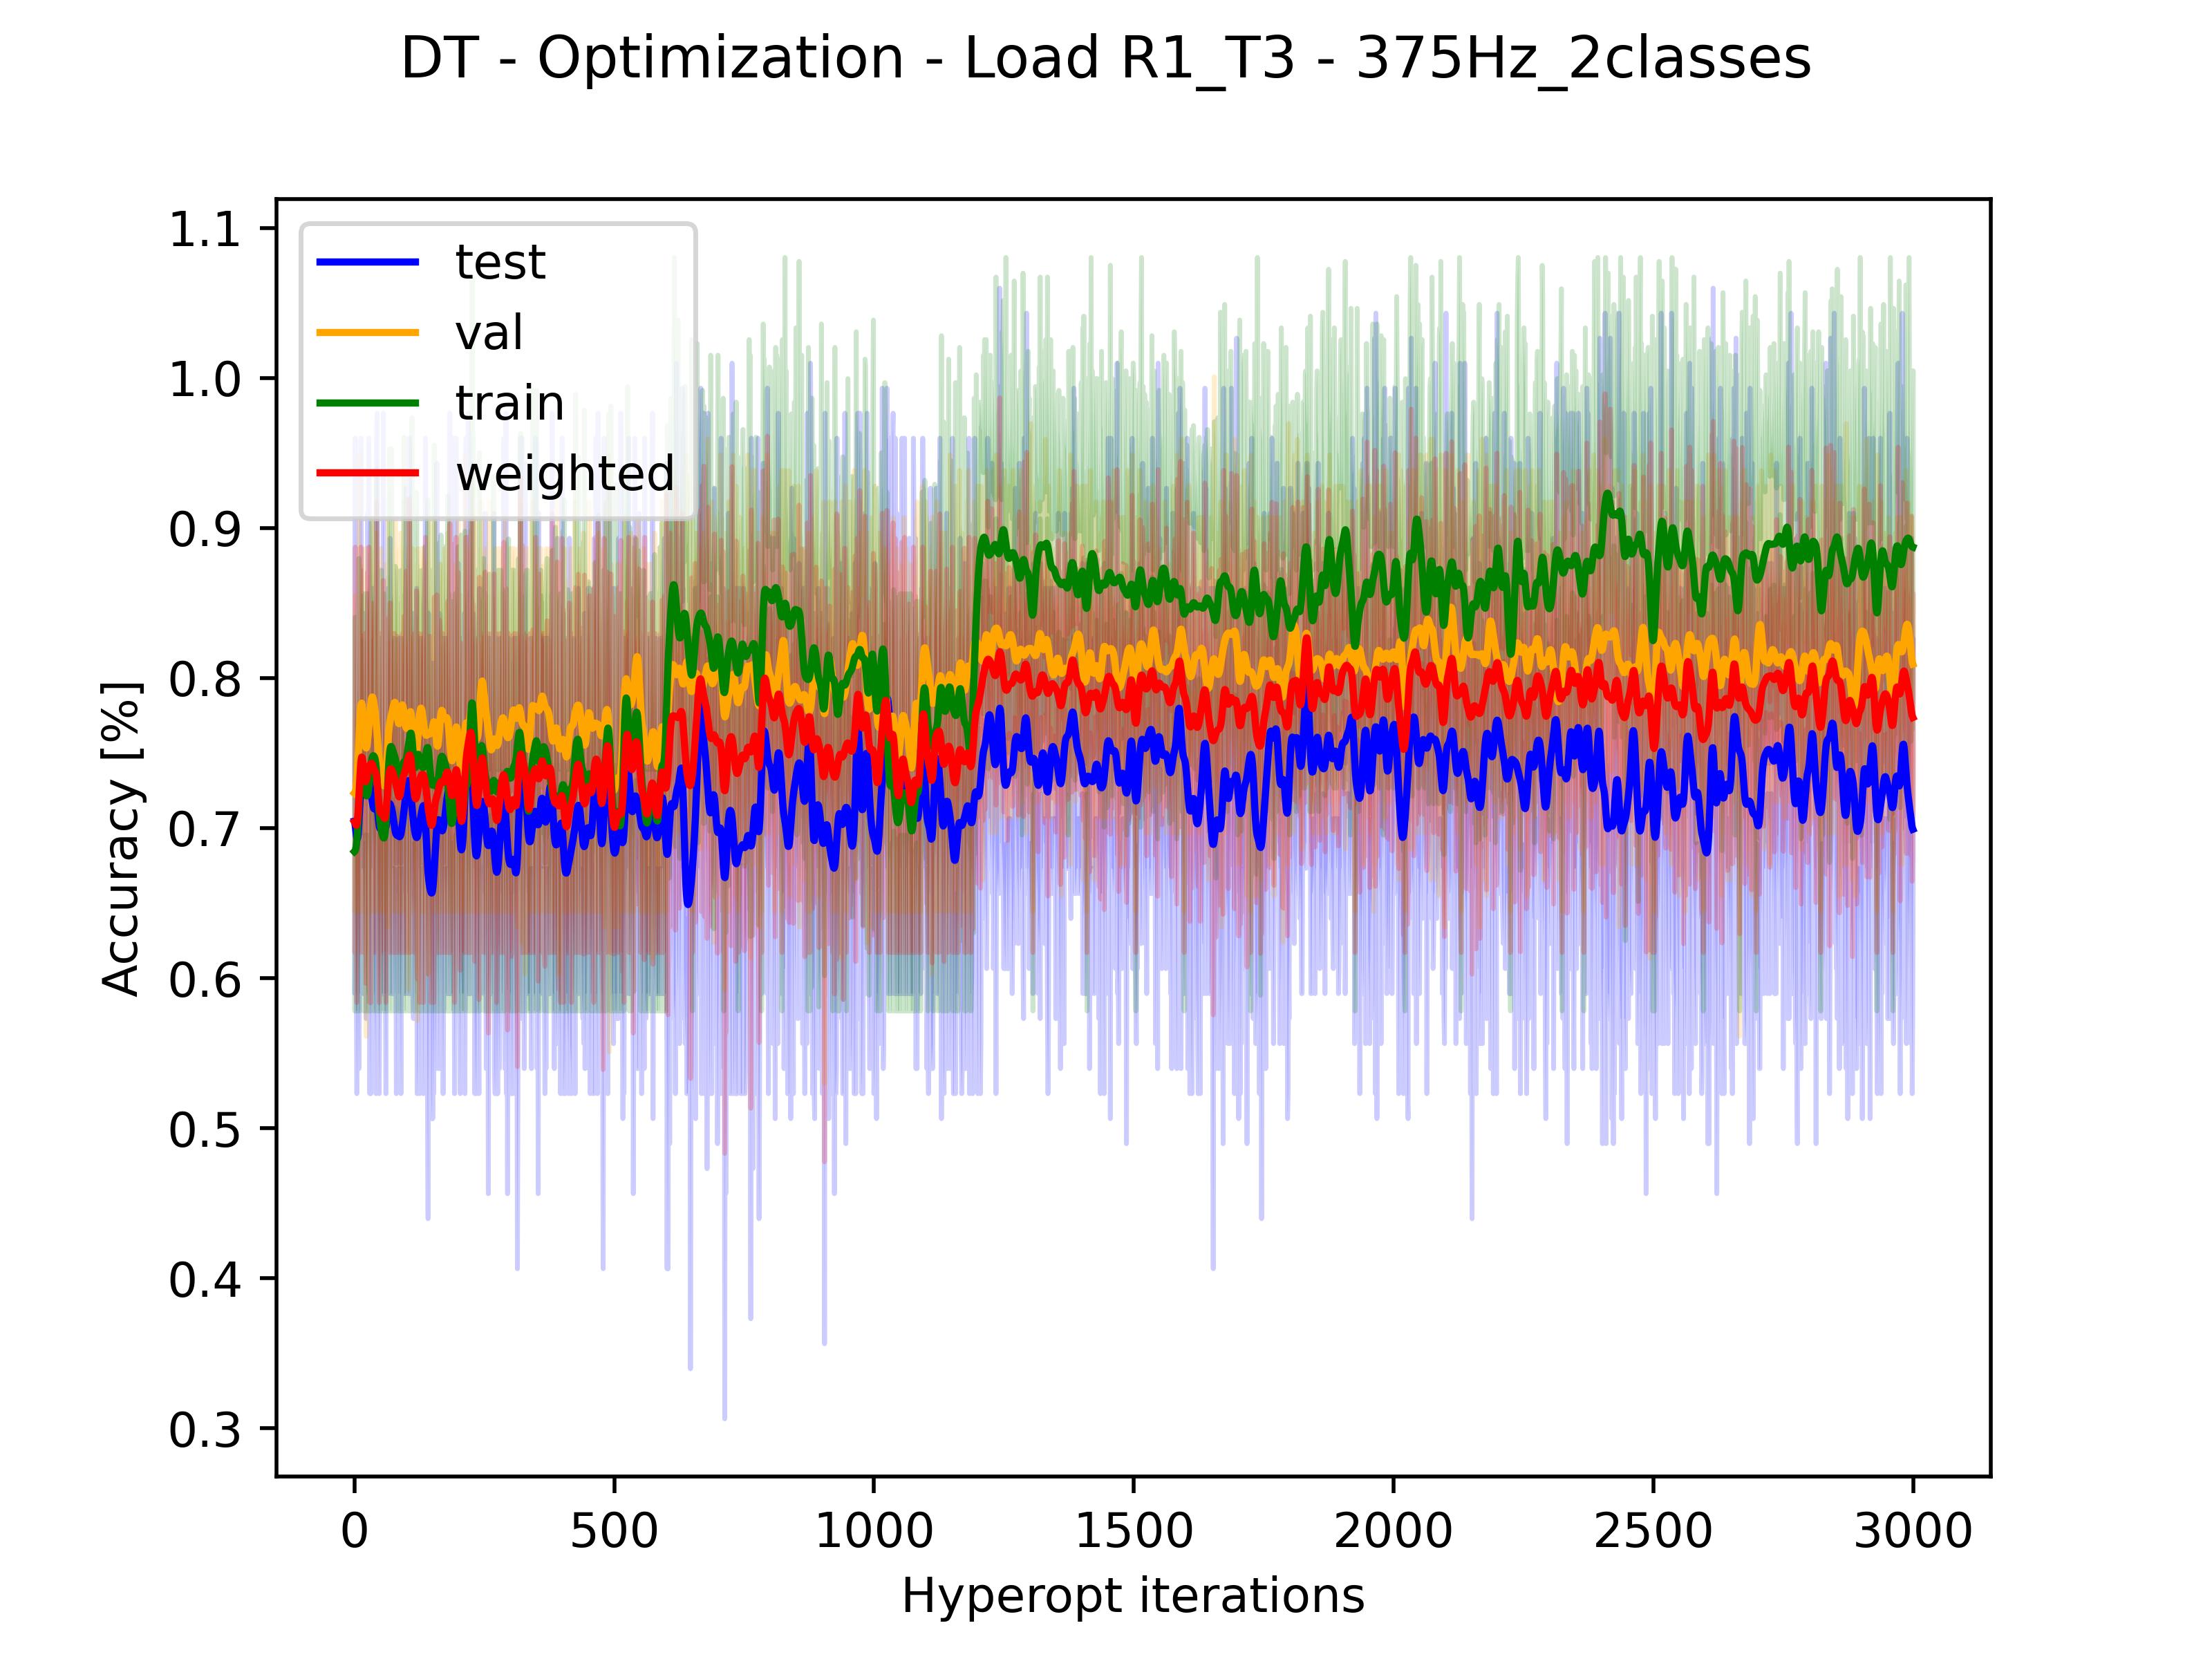 DT - Optimization - Load R1_T3 - 375Hz_2classes
1.1
1.0
0.9
0.8
0.7
0.6
0.5
0.4
0.3
Accuracy [%]
test
val
train
weighted
0 500 1000 1500 2000 2500 3000
Hyperopt iterations